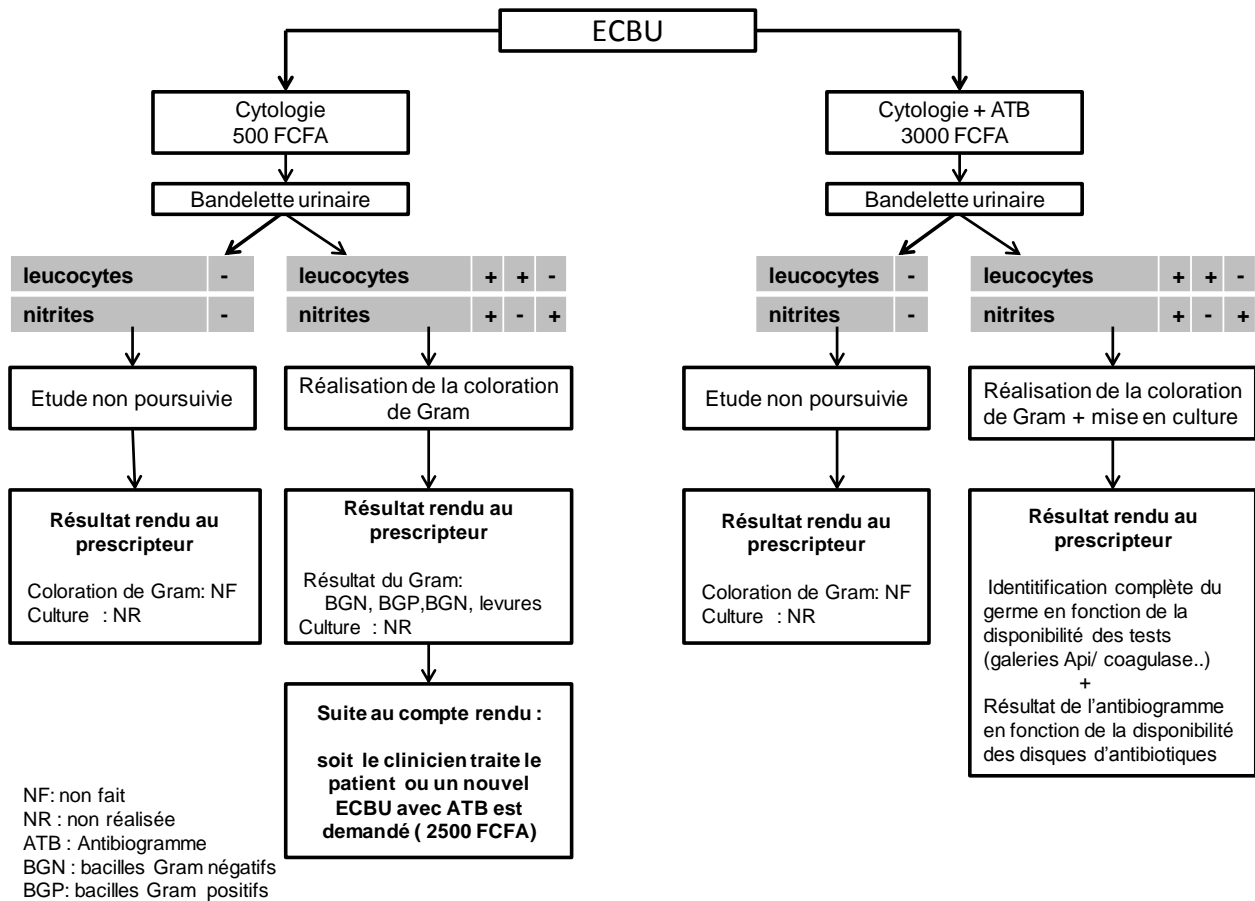 ECBU
Cytologie
500 FCFA
Bandelette urinaire
leucocytes -
nitrites -
leucocytes + + -
nitrites + - +
Etude non poursuivie
Réalisation de la coloration
de Gram
Résultat rendu au
prescripteur
Coloration de Gram: NF
Culture : NR
Résultat rendu au
prescripteur
Résultat du Gram:
BGN, BGP,BGN, levures
Culture : NR
Suite au compte rendu :
soit le clinicien traite le
patient ou un nouvel
ECBU avec ATB est
demandé ( 2500 FCFA)
Cytologie + ATB
3000 FCFA
Bandelette urinaire
leucocytes -
nitrites -
leucocytes + + -
nitrites + - +
Etude non poursuivie
Réalisation de la coloration
de Gram + mise en culture
Résultat rendu au
prescripteur
Coloration de Gram: NF
Culture : NR
Résultat rendu au
prescripteur
Identitification complète du
germe en fonction de la
disponibilité des tests
(galeries Api/ coagulase..)
+
Résultat de l'antibiogramme
en fonction de la disponibilité
des disques d'antibiotiques
NF: non fait
NR : non réalisée
ATB : Antibiogramme
BGN : bacilles Gram négatifs
BGP: bacilles Gram positifs